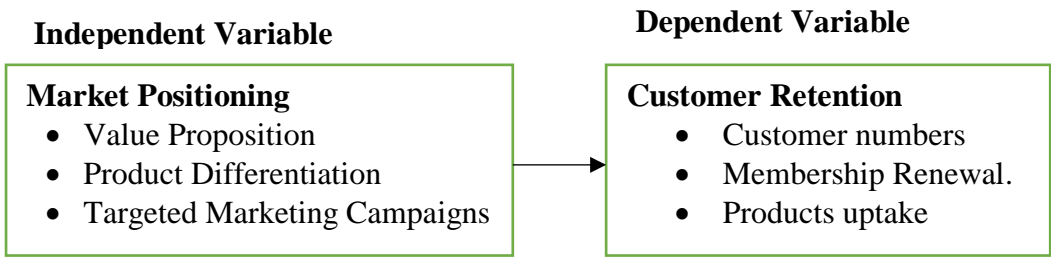 Independent Variable
Dependent Variable
Market Positioning
• Value Proposition
• Product Differentiation
• Targeted Marketing Campaigns
Customer Retention
• Customer numbers
• Membership Renewal.
• Products uptake